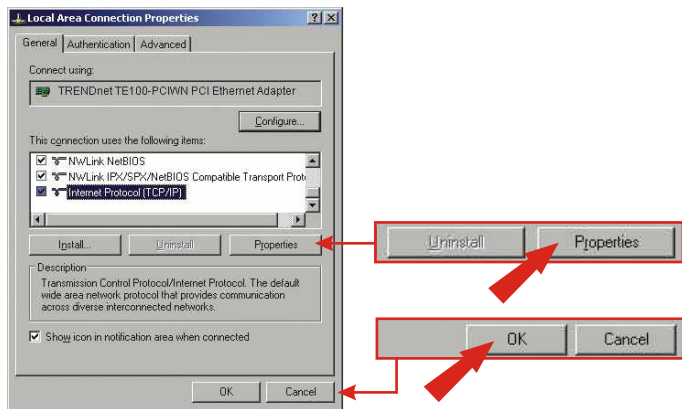 Local Area Connection Properties
General Authentication Advanced
Connect using:
TRENDnet TE100-PCIWN PCI Ethernet Adapter
Configure...
This connection uses the following items:
NWLink NetBIOS
NWLink IPX/SPX/NetBIOS Compatible Transport Prot
Internet Protocol (TCP/IP)
Install... Uninstall Properties
Description
Transmission Control Protocol/Internet Protocol. The default
wide area network protocol that provides communication
across diverse interconnected networks.
Show icon in notification area when connected
OK Cancel
Uninstall Properties
OK Cancel